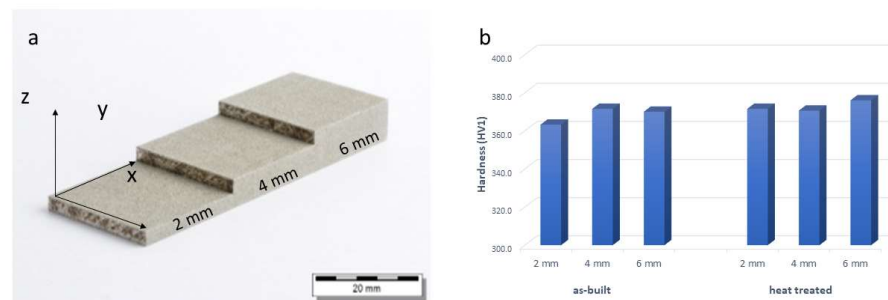 a
z
y
x
2 mm
4 mm
6 mm
20 mm
b
400.0
380.0
360.0
340.0
320.0
300.0
Hardness (HV1)
2 mm 4 mm 6 mm 2 mm 4 mm 6 mm
as-built heat treated